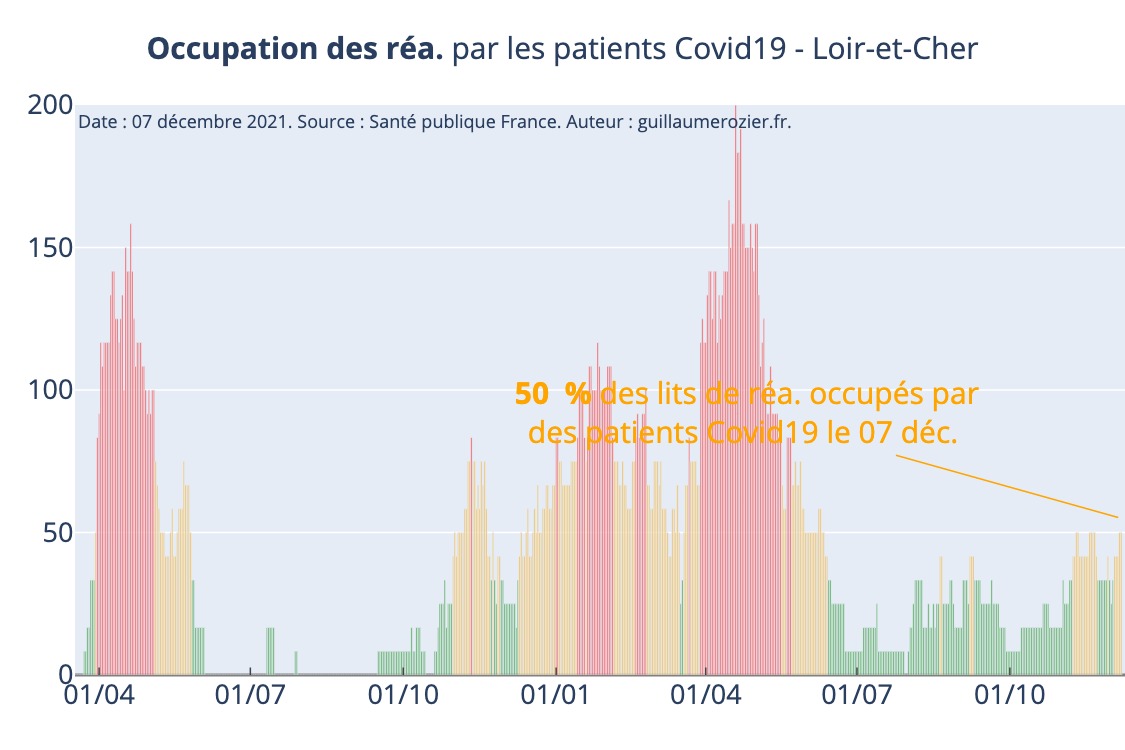 Occupation des réa. par les patients Covid19 - Loir-et-Cher
200
Date : 07 décembre 2021. Source : Santé publique France. Auteur : guillaumerozier.fr.
150
100
50 % des lits de réa. occupés par
des patients Covid19 le 07 déc.
50
0
01/04 01/07 01/10 01/01 01/04 01/07 01/10